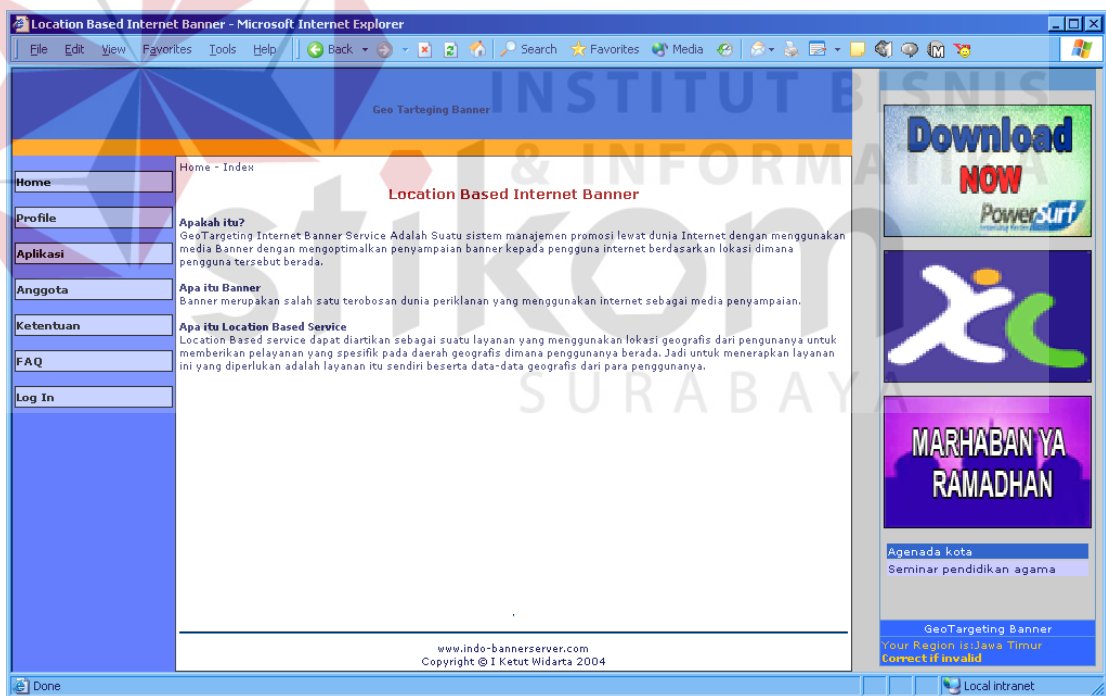 Location Based Internet Banner - Microsoft Internet Explorer
File Edit View Favorites Tools Help Back Search Favorites Media
Geo Tarteging Banner
INSTITUT BISNIS
& INFORMATIKA
stikom
SURABAYA
Home
Profile
Aplikasi
Anggota
Ketentuan
FAQ
Log In
Home - Index
Location Based Internet Banner
Apakah itu?
GeoTargeting Internet Banner Service Adalah Suatu sistem manajemen promosi lewat dunia Internet dengan menggunakan
media Banner dengan mengoptimalkan penyampaian banner kepada pengguna internet berdasarkan lokasi dimana
pengguna tersebut berada.
Apa itu Banner
Banner merupakan salah satu terobosan dunia periklanan yang menggunakan internet sebagai media penyampaian.
Apa itu Location Based Service
Location Based service dapat diartikan sebagai suatu layanan yang menggunakan lokasi geografis dari pengunanya untuk
memberikan pelayanan yang spesifik pada daerah geografis dimana penggunanya berada. Jadi untuk menerapkan layanan
ini yang diperlukan adalah layanan itu sendiri beserta data-data geografis dari para penggunanya.
.
www.indo-bannerserver.com
Copyright © I Ketut Widarta 2004
Download
NOW
PowerSurf
XC
MARHABAN YA
RAMADHAN
Agenada kota
Seminar pendidikan agama
GeoTargeting Banner
Your Region is:Jawa Timur
Correct if invalid
Done
Local intranet